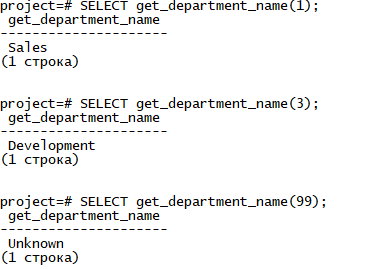 project=# SELECT get_department_name(1);
get_department_name
---------------------
Sales
(1 строка)
project=# SELECT get_department_name(3);
get_department_name
---------------------
Development
(1 строка)
project=# SELECT get_department_name(99);
get_department_name
---------------------
Unknown
(1 строка)